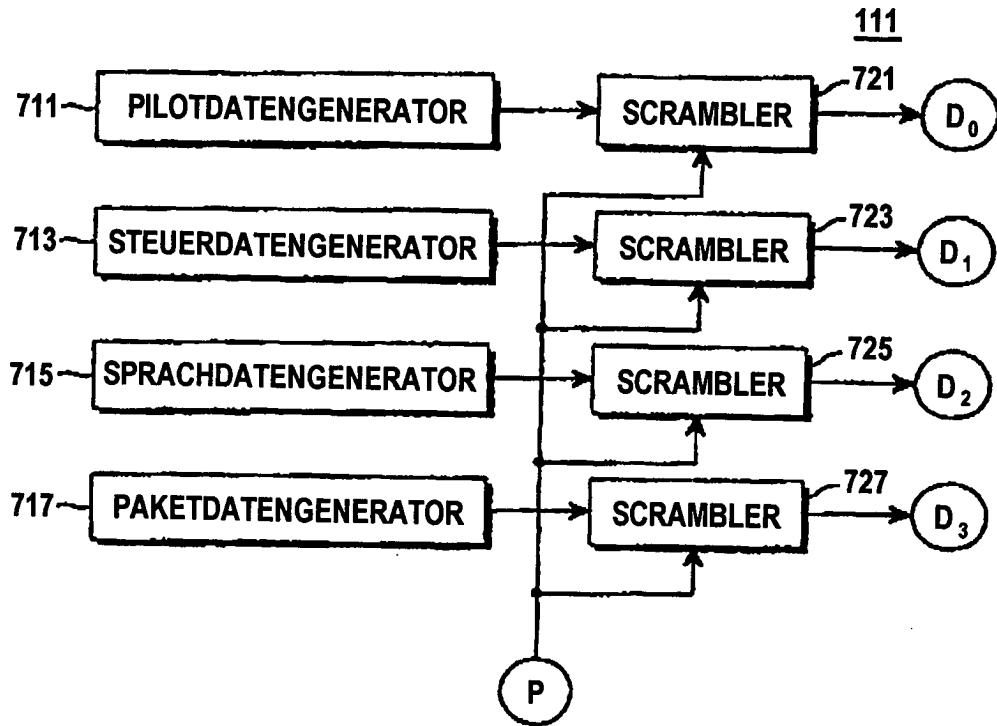 111
711 PILOTDATENGENERATOR SCRAMBLER 721 D₀
713 STEUERDATENGENERATOR SCRAMBLER 723 D₁
715 SPRACHDATENGENERATOR SCRAMBLER 725 D₂
717 PAKETDATENGENERATOR SCRAMBLER 727 D₃
P